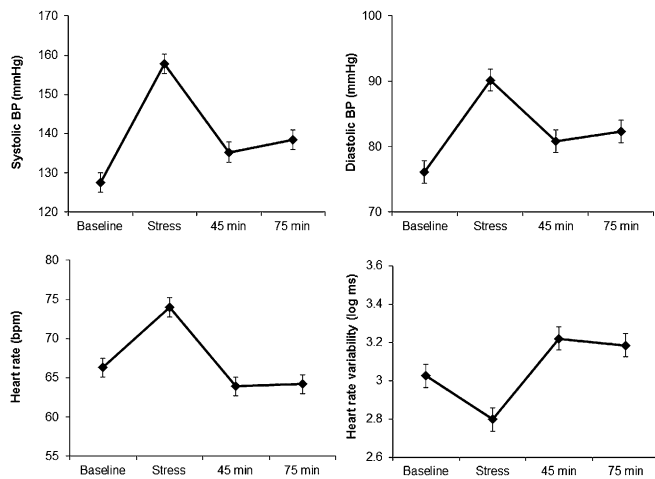 Systolic BP (mmHg)
170
160
150
140
130
120
Baseline Stress 45 min 75 min
Diastolic BP (mmHg)
100
90
80
70
Baseline Stress 45 min 75 min
Heart rate (bpm)
80
75
70
65
60
55
Baseline Stress 45 min 75 min
Heart rate variability (log ms)
3.6
3.4
3.2
3
2.8
2.6
Baseline Stress 45 min 75 min